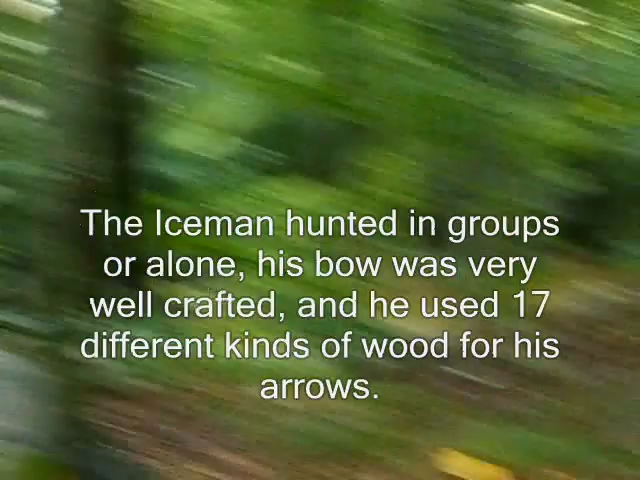 The Iceman hunted in groups
or alone, his bow was very
well crafted, and he used 17
different kinds of wood for his
arrows.